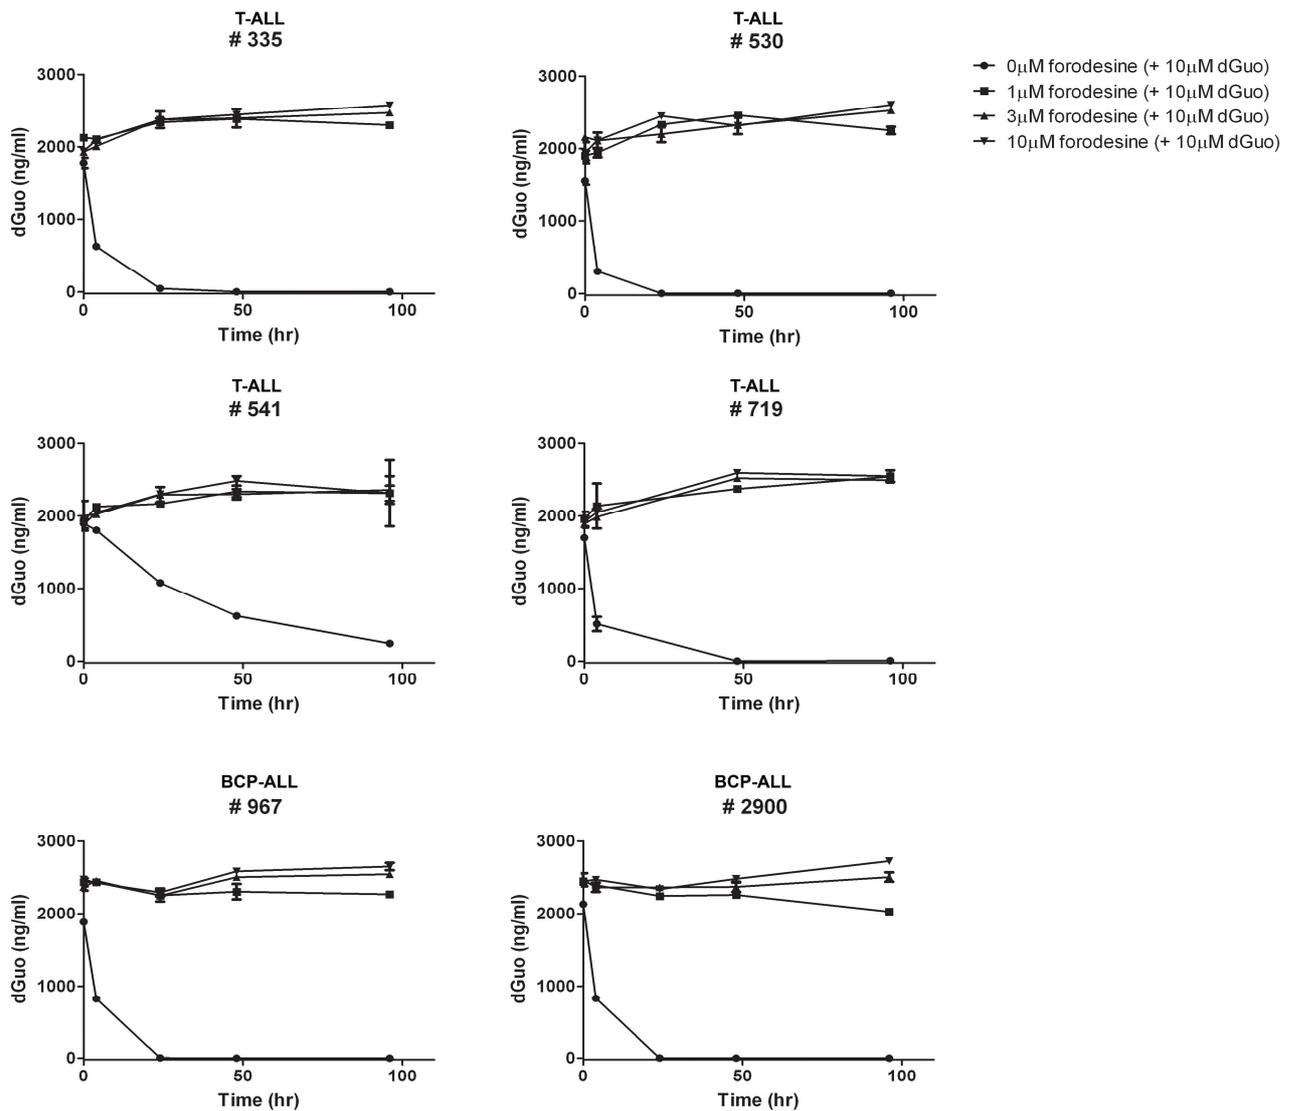 T-ALL
# 335
3000
2000
1000
0
dGuo (ng/ml)
0 50 100
Time (hr)
T-ALL
# 530
3000
2000
1000
0
dGuo (ng/ml)
0 50 100
Time (hr)
0µM forodesine (+ 10µM dGuo)
1µM forodesine (+ 10µM dGuo)
3µM forodesine (+ 10µM dGuo)
10µM forodesine (+ 10µM dGuo)
T-ALL
# 541
3000
2000
1000
0
dGuo (ng/ml)
0 50 100
Time (hr)
T-ALL
# 719
3000
2000
1000
0
dGuo (ng/ml)
0 50 100
Time (hr)
BCP-ALL
# 967
3000
2000
1000
0
dGuo (ng/ml)
0 50 100
Time (hr)
BCP-ALL
# 2900
3000
2000
1000
0
dGuo (ng/ml)
0 50 100
Time (hr)